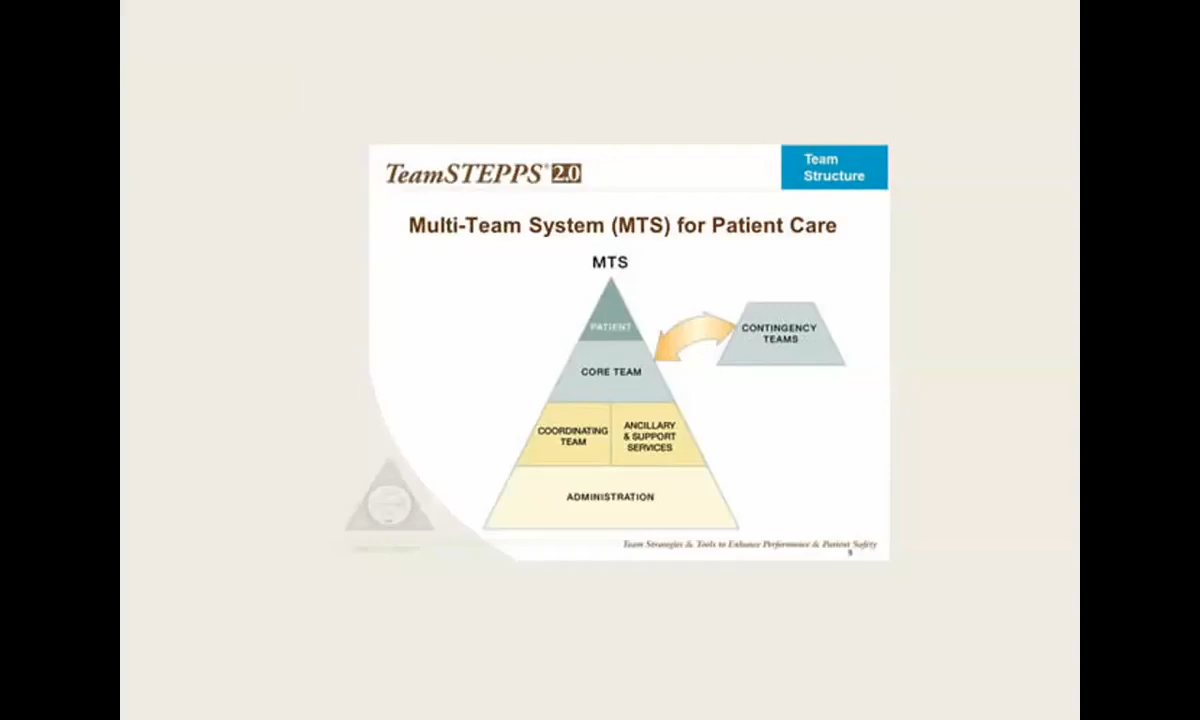 TeamSTEPPS® 2.0
Team
Structure
Multi-Team System (MTS) for Patient Care
MTS
PATIENT
CONTINGENCY
TEAMS
CORE TEAM
COORDINATING
TEAM
ANCILLARY
& SUPPORT
SERVICES
ADMINISTRATION
Team Strategies & Tools to Enhance Performance & Patient Safety